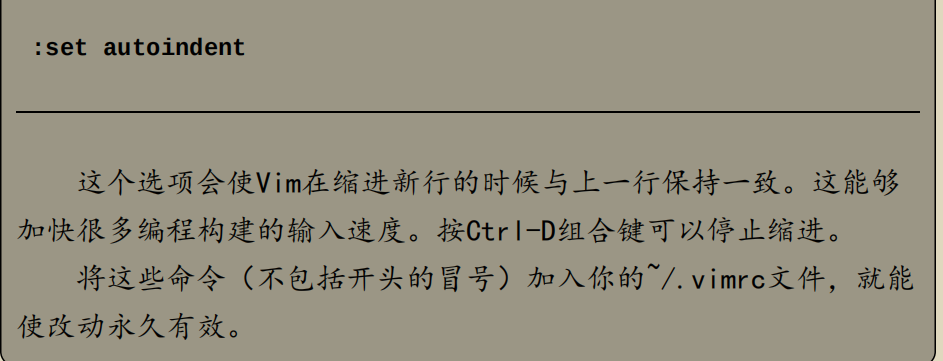 :set autoindent
这个选项会使Vim在缩进新行的时候与上一行保持一致。这能够
加快很多编程构建的输入速度。按Ctrl-D组合键可以停止缩进。
将这些命令（不包括开头的冒号）加入你的~/.vimrc文件，就能
使改动永久有效。